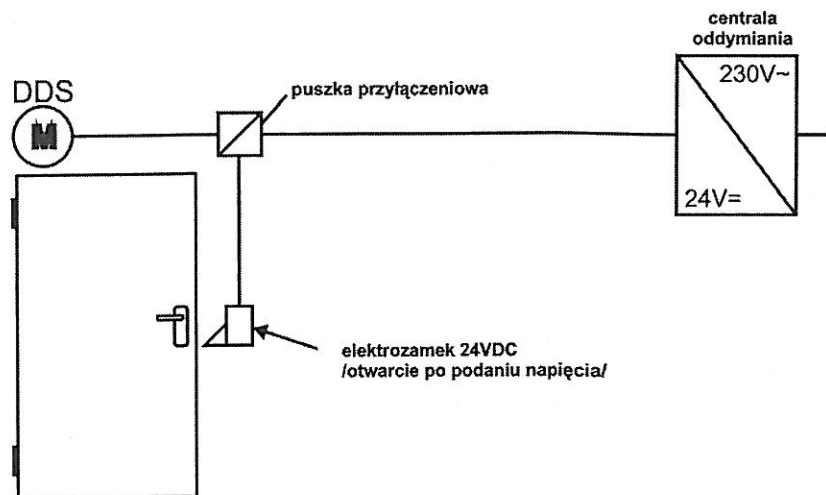 centrala
oddymiania
230V~
DDS
puszka przyłączeniowa
M
24V=
elektrozamek 24VDC
/otwarcie po podaniu napięcia/